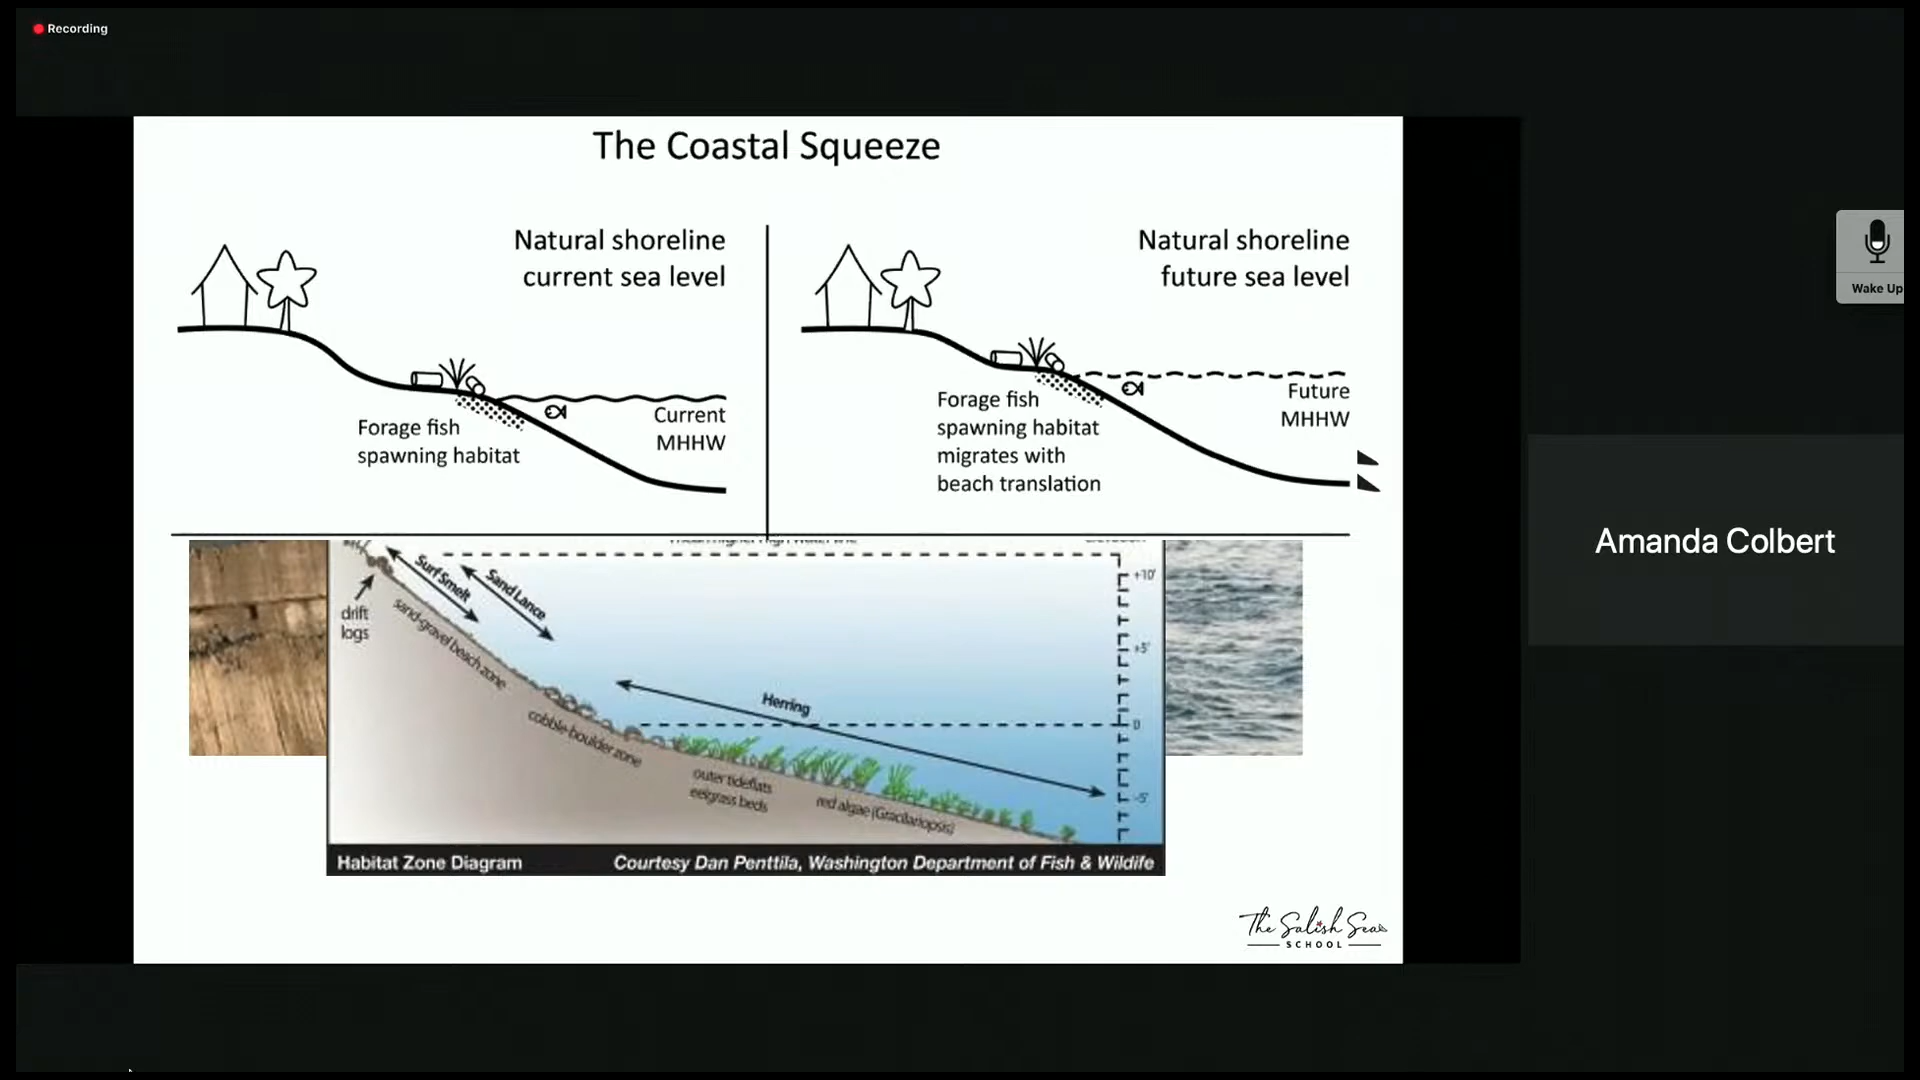 Recording
The Coastal Squeeze
Natural shoreline
current sea level
Current
MHHW
Forage fish
spawning habitat
Natural shoreline
future sea level
Future
MHHW
Forage fish
spawning habitat
migrates with
beach translation
Surf Smelt
Sand Lance
drift
logs
sand-gravel beach zone
cobble-boulder zone
Herring
outer tideflats
eelgrass beds
red algae (Gracilariopsis)
+10'
+5'
0
-5'
Habitat Zone Diagram
Courtesy Dan Penttila, Washington Department of Fish & Wildlife
The Salish Sea
SCHOOL
Wake Up
Amanda Colbert